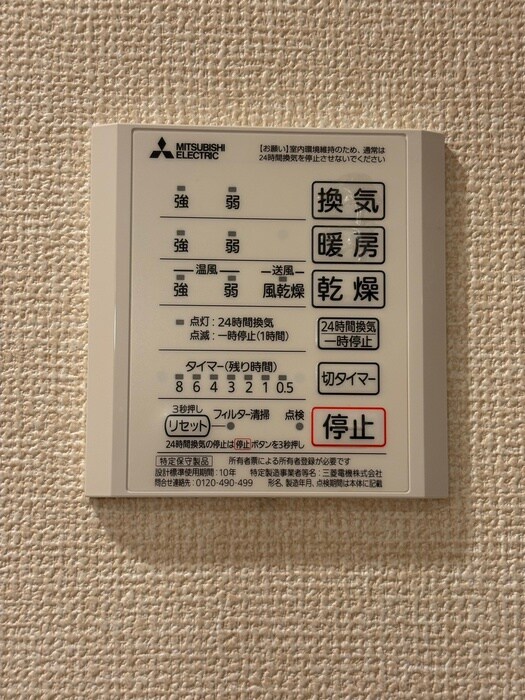 MITSUBISHI
ELECTRIC
【お願い】室内環境維持のため、通常は
24時間換気を停止させないでください
強 弱 換気
強 弱 暖房
温風 送風
強 弱 風乾燥 乾燥
点灯：24時間換気
点滅：一時停止(1時間)
24時間換気
一時停止
タイマー(残り時間)
8 6 4 3 2 1 0.5
切タイマー
3秒押し
リセット フィルター清掃 点検
停止
24時間換気の停止は停止ボタンを3秒押し
特定保守製品 所有者票による所有者登録が必要です
設計標準使用期間：10年 特定製造事業者等名：三菱電機株式会社
問合せ連絡先：0120-490-499 形名、製造年月、点検期間は本体に記載